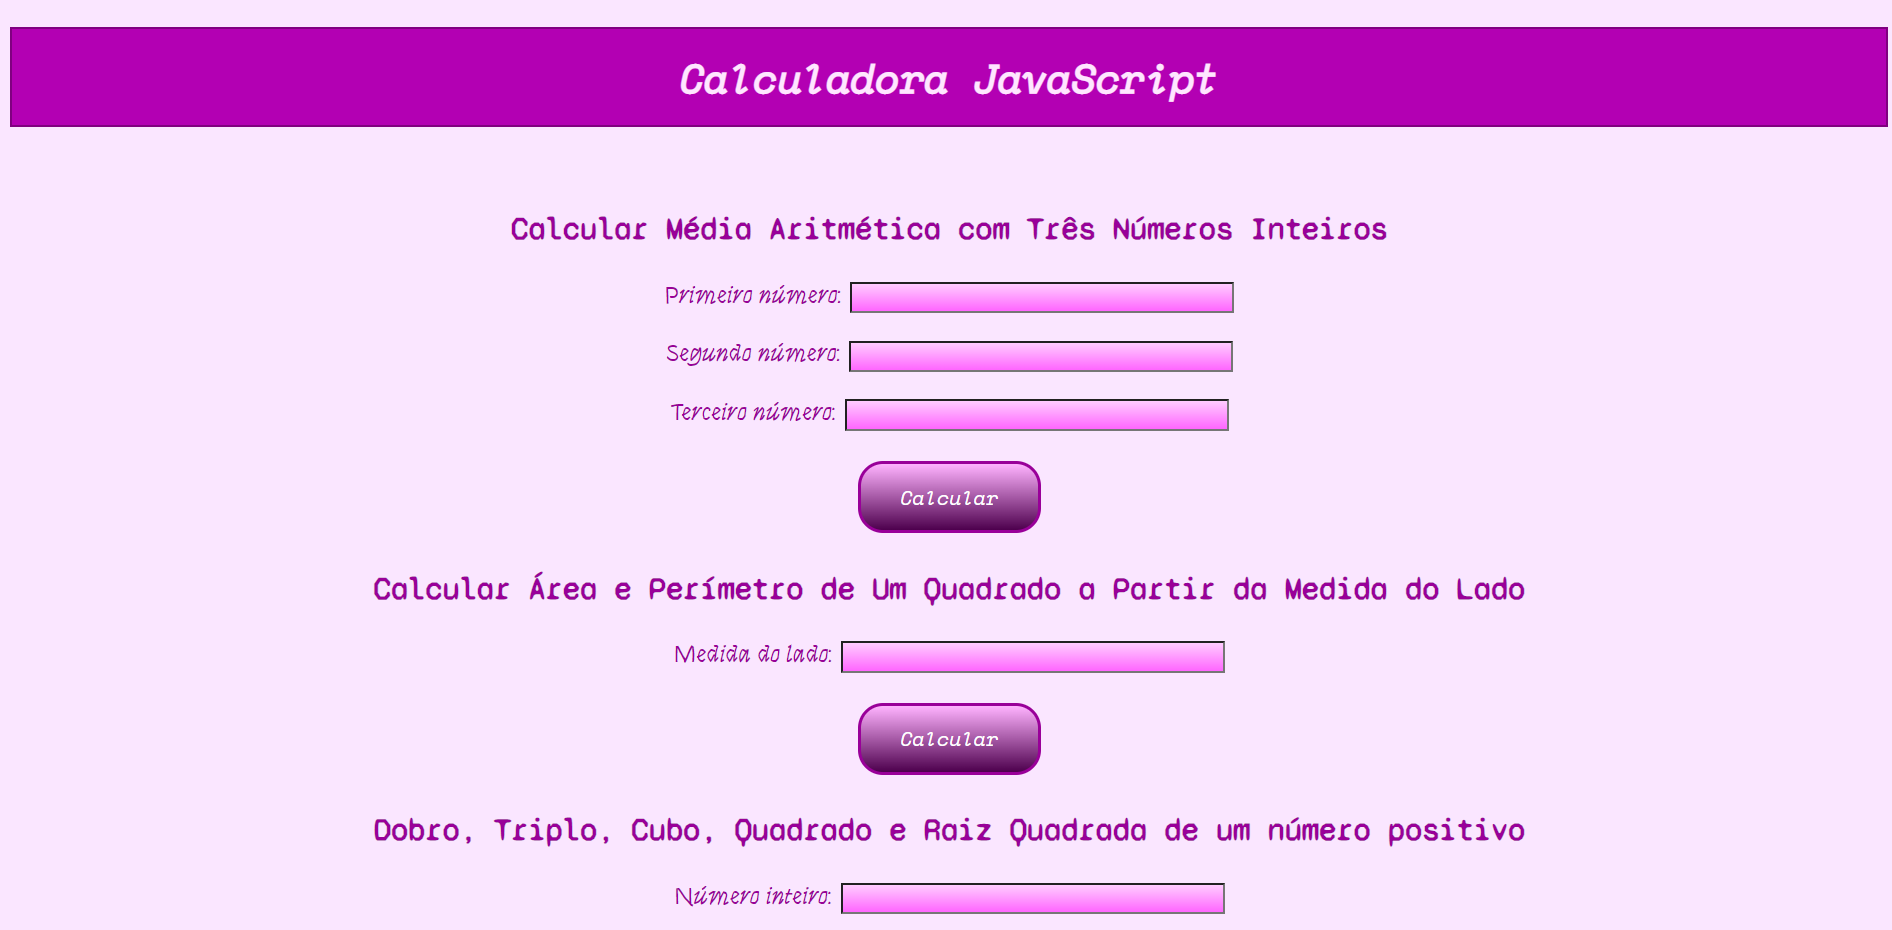 Calculadora JavaScript
Calcular Média Aritmética com Três Números Inteiros
Primeiro número:
Segundo número:
Terceiro número:
Calcular
Calcular Área e Perímetro de Um Quadrado a Partir da Medida do Lado
Medida do lado:
Calcular
Dobro, Triplo, Cubo, Quadrado e Raiz Quadrada de um número positivo
Número inteiro: